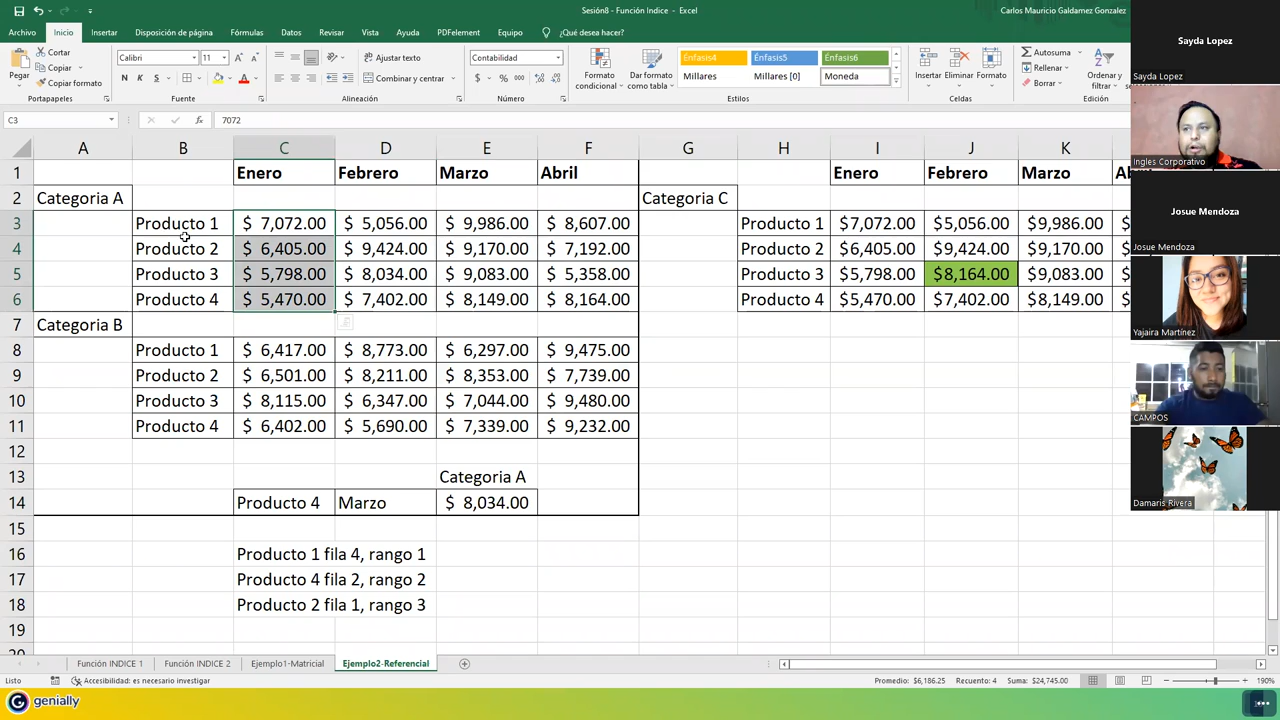 Sesión8 - Función Indice - Excel
Carlos Mauricio Galdamez Gonzalez
Archivo Inicio Insertar Disposición de página Fórmulas Datos Revisar Vista Ayuda PDFelement Equipo ¿Qué desea hacer?
Pegar
Cortar
Copiar
Copiar formato
Portapapeles
Calibri 11
N K S
Fuente
Ajustar texto
Combinar y centrar
Alineación
Contabilidad
$ % 000
Número
Formato condicional
Dar formato como tabla
Énfasis4 Énfasis5 Énfasis6
Millares Millares [0] Moneda
Estilos
Insertar Eliminar Formato
Celdas
Autosuma
Rellenar
Borrar
Ordenar y filtrar
Edición
C3 fx 7072
A B C D E F G H I J K
1 Enero Febrero Marzo Abril Enero Febrero Marzo
2 Categoria A Categoria C
3 Producto 1 $ 7,072.00 $ 5,056.00 $ 9,986.00 $ 8,607.00 Producto 1 $7,072.00 $5,056.00 $9,986.00 $
4 Producto 2 $ 6,405.00 $ 9,424.00 $ 9,170.00 $ 7,192.00 Producto 2 $6,405.00 $9,424.00 $9,170.00 $
5 Producto 3 $ 5,798.00 $ 8,034.00 $ 9,083.00 $ 5,358.00 Producto 3 $5,798.00 $8,164.00 $9,083.00 $
6 Producto 4 $ 5,470.00 $ 7,402.00 $ 8,149.00 $ 8,164.00 Producto 4 $5,470.00 $7,402.00 $8,149.00 $
7 Categoria B
8 Producto 1 $ 6,417.00 $ 8,773.00 $ 6,297.00 $ 9,475.00
9 Producto 2 $ 6,501.00 $ 8,211.00 $ 8,353.00 $ 7,739.00
10 Producto 3 $ 8,115.00 $ 6,347.00 $ 7,044.00 $ 9,480.00
11 Producto 4 $ 6,402.00 $ 5,690.00 $ 7,339.00 $ 9,232.00
12
13 Categoria A
14 Producto 4 Marzo $ 8,034.00
15
16 Producto 1 fila 4, rango 1
17 Producto 4 fila 2, rango 2
18 Producto 2 fila 1, rango 3
19
Función INDICE 1 Función INDICE 2 Ejemplo1-Matricial Ejemplo2-Referencial
Listo Accesibilidad: es necesario investigar Promedio: $6,186.25 Recuento: 4 Suma: $24,745.00 190%
genially
Sayda Lopez
Sayda Lopez
Ingles Corporativo
Josue Mendoza
Josue Mendoza
Yajaira Martínez
CAMPOS
Damaris Rivera